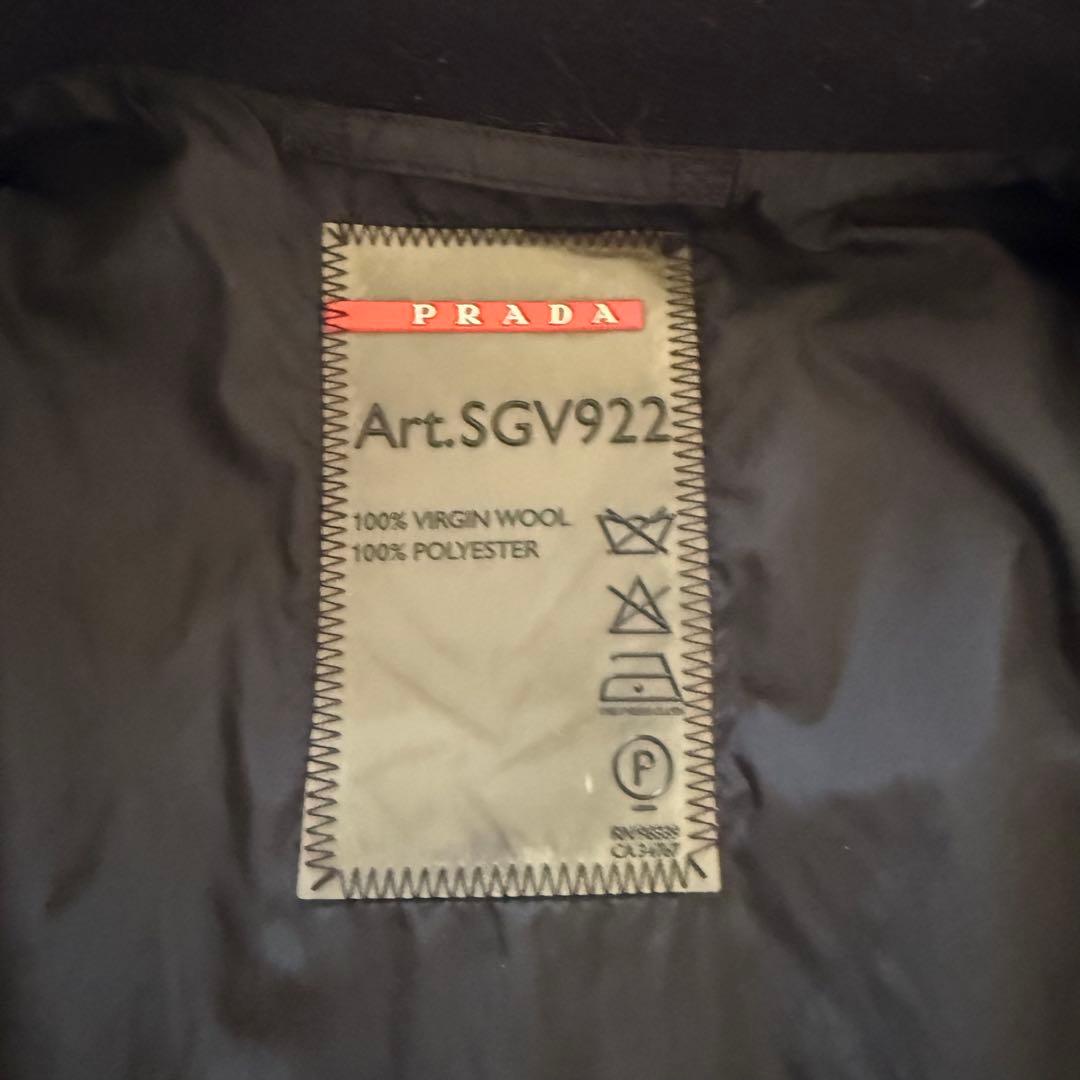 PRADA
Art.SGV922
100% VIRGIN WOOL
100% POLYESTER
P